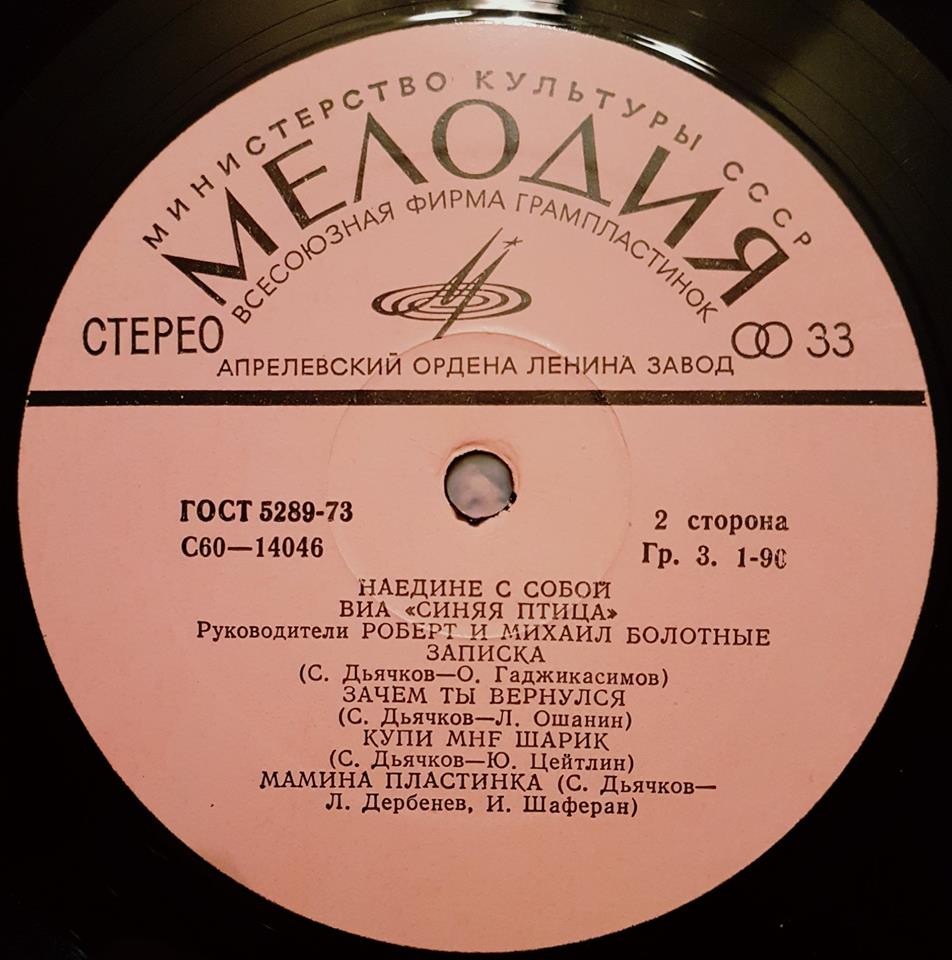 МИНИСТЕРСТВО КУЛЬТУРЫ СССР
МЕЛОДИЯ
ВСЕСОЮЗНАЯ ФИРМА ГРАМПЛАСТИНОК
СТЕРЕО
33
АПРЕЛЕВСКИЙ ОРДЕНА ЛЕНИНА ЗАВОД
ГОСТ 5289-73
С60—14046
2 сторона
Гр. 3. 1-90
НАЕДИНЕ С СОБОЙ
ВИА «СИНЯЯ ПТИЦА»
Руководители РОБЕРТ И МИХАИЛ БОЛОТНЫЕ
ЗАПИСКА
(С. Дьячков—О. Гаджикасимов)
ЗАЧЕМ ТЫ ВЕРНУЛСЯ
(С. Дьячков—Л. Ошанин)
КУПИ МНЕ ШАРИК
(С. Дьячков—Ю. Цейтлин)
МАМИНА ПЛАСТИНКА (С. Дьячков—
Л. Дербенев, И. Шаферан)